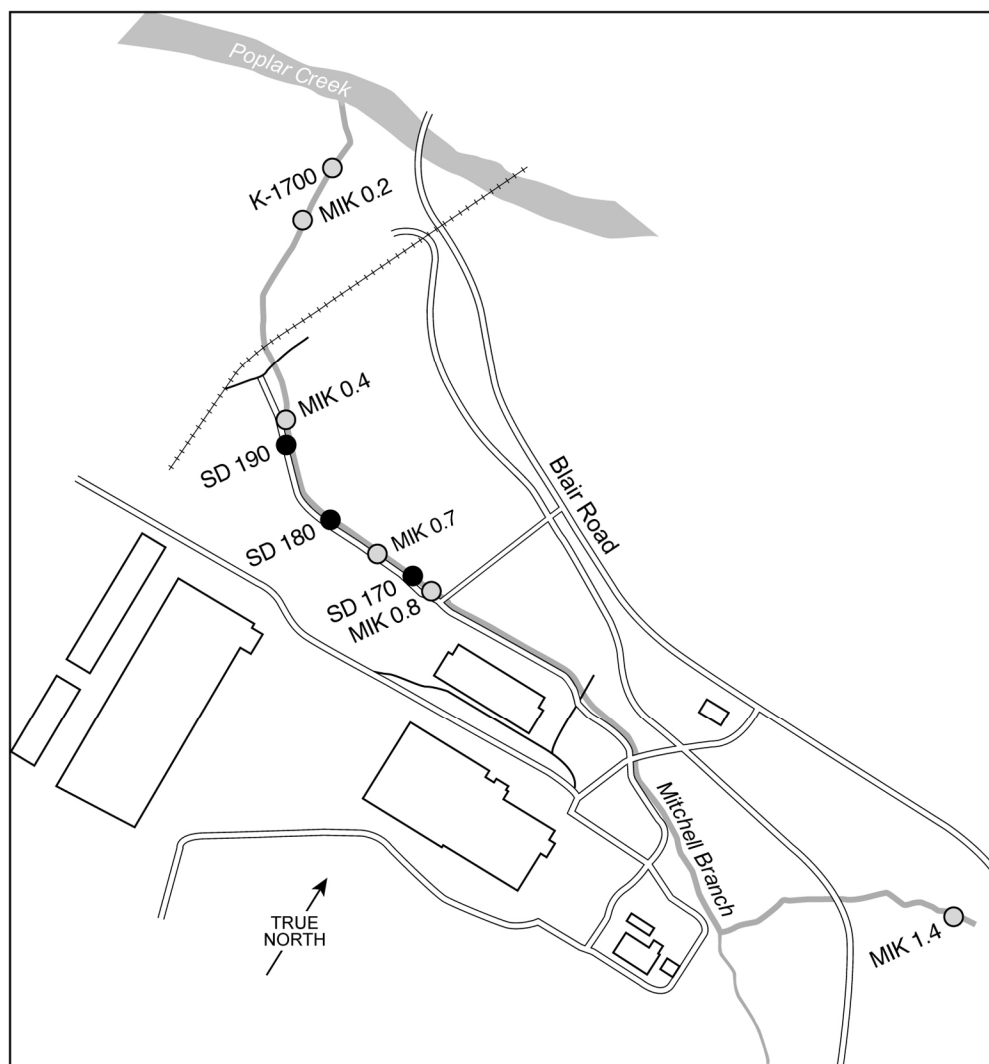 Poplar Creek
K-1700
MIK 0.2
MIK 0.4
SD 190
Blair Road
SD 180
MIK 0.7
SD 170
MIK 0.8
Mitchell Branch
TRUE
NORTH
MIK 1.4